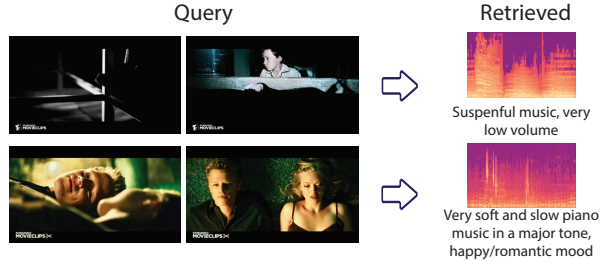 Query
Retrieved
MOVIECLIPS
MOVIECLIPS
Suspenful music, very
low volume
MOVIECLIPS
MOVIECLIPS
Very soft and slow piano
music in a major tone,
happy/romantic mood